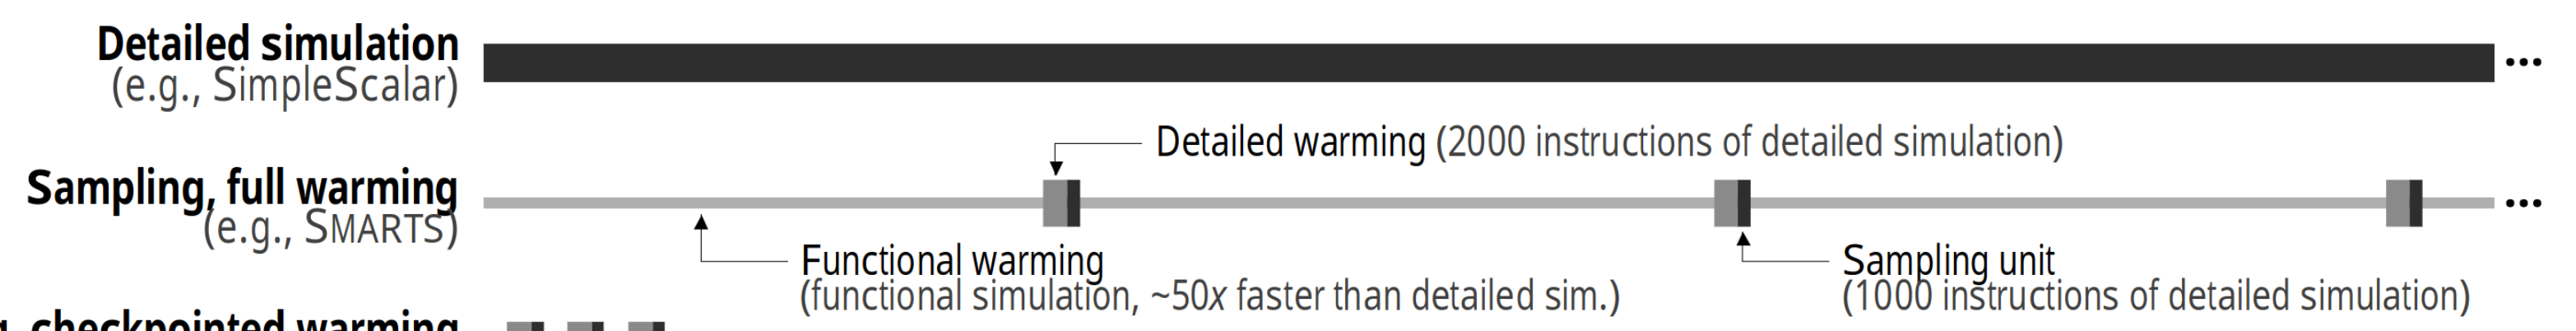 Detailed simulation
(e.g., SimpleScalar)
...
Detailed warming (2000 instructions of detailed simulation)
Sampling, full warming
(e.g., SMARTS)
...
Functional warming
(functional simulation, ~50x faster than detailed sim.)
Sampling unit
(1000 instructions of detailed simulation)
checkpointed warming